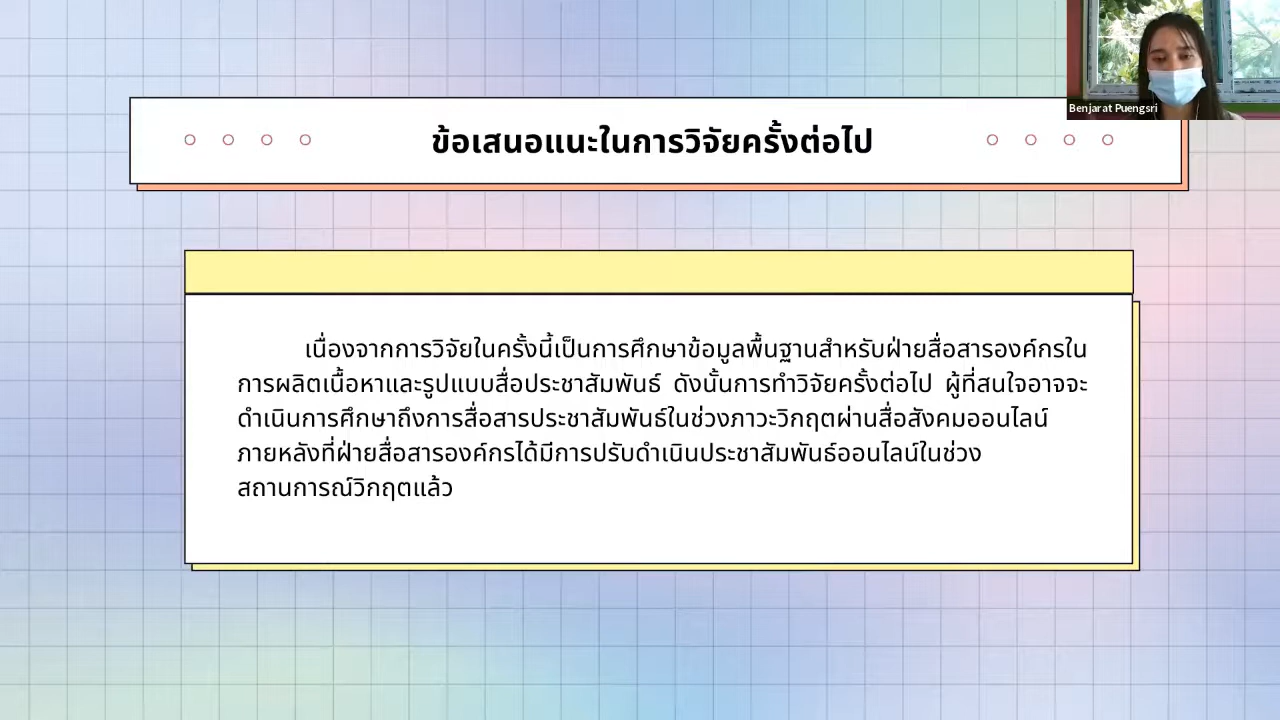 Benjarat Puengsri
ข้อเสนอแนะในการวิจัยครั้งต่อไป
เนื่องจากการวิจัยในครั้งนี้เป็นการศึกษาข้อมูลพื้นฐานสำหรับฝ่ายสื่อสารองค์กรใน
การผลิตเนื้อหาและรูปแบบสื่อประชาสัมพันธ์ ดังนั้นการทำวิจัยครั้งต่อไป ผู้ที่สนใจอาจจะ
ดำเนินการศึกษาถึงการสื่อสารประชาสัมพันธ์ในช่วงภาวะวิกฤตผ่านสื่อสังคมออนไลน์
ภายหลังที่ฝ่ายสื่อสารองค์กรได้มีการปรับดำเนินประชาสัมพันธ์ออนไลน์ในช่วง
สถานการณ์วิกฤตแล้ว